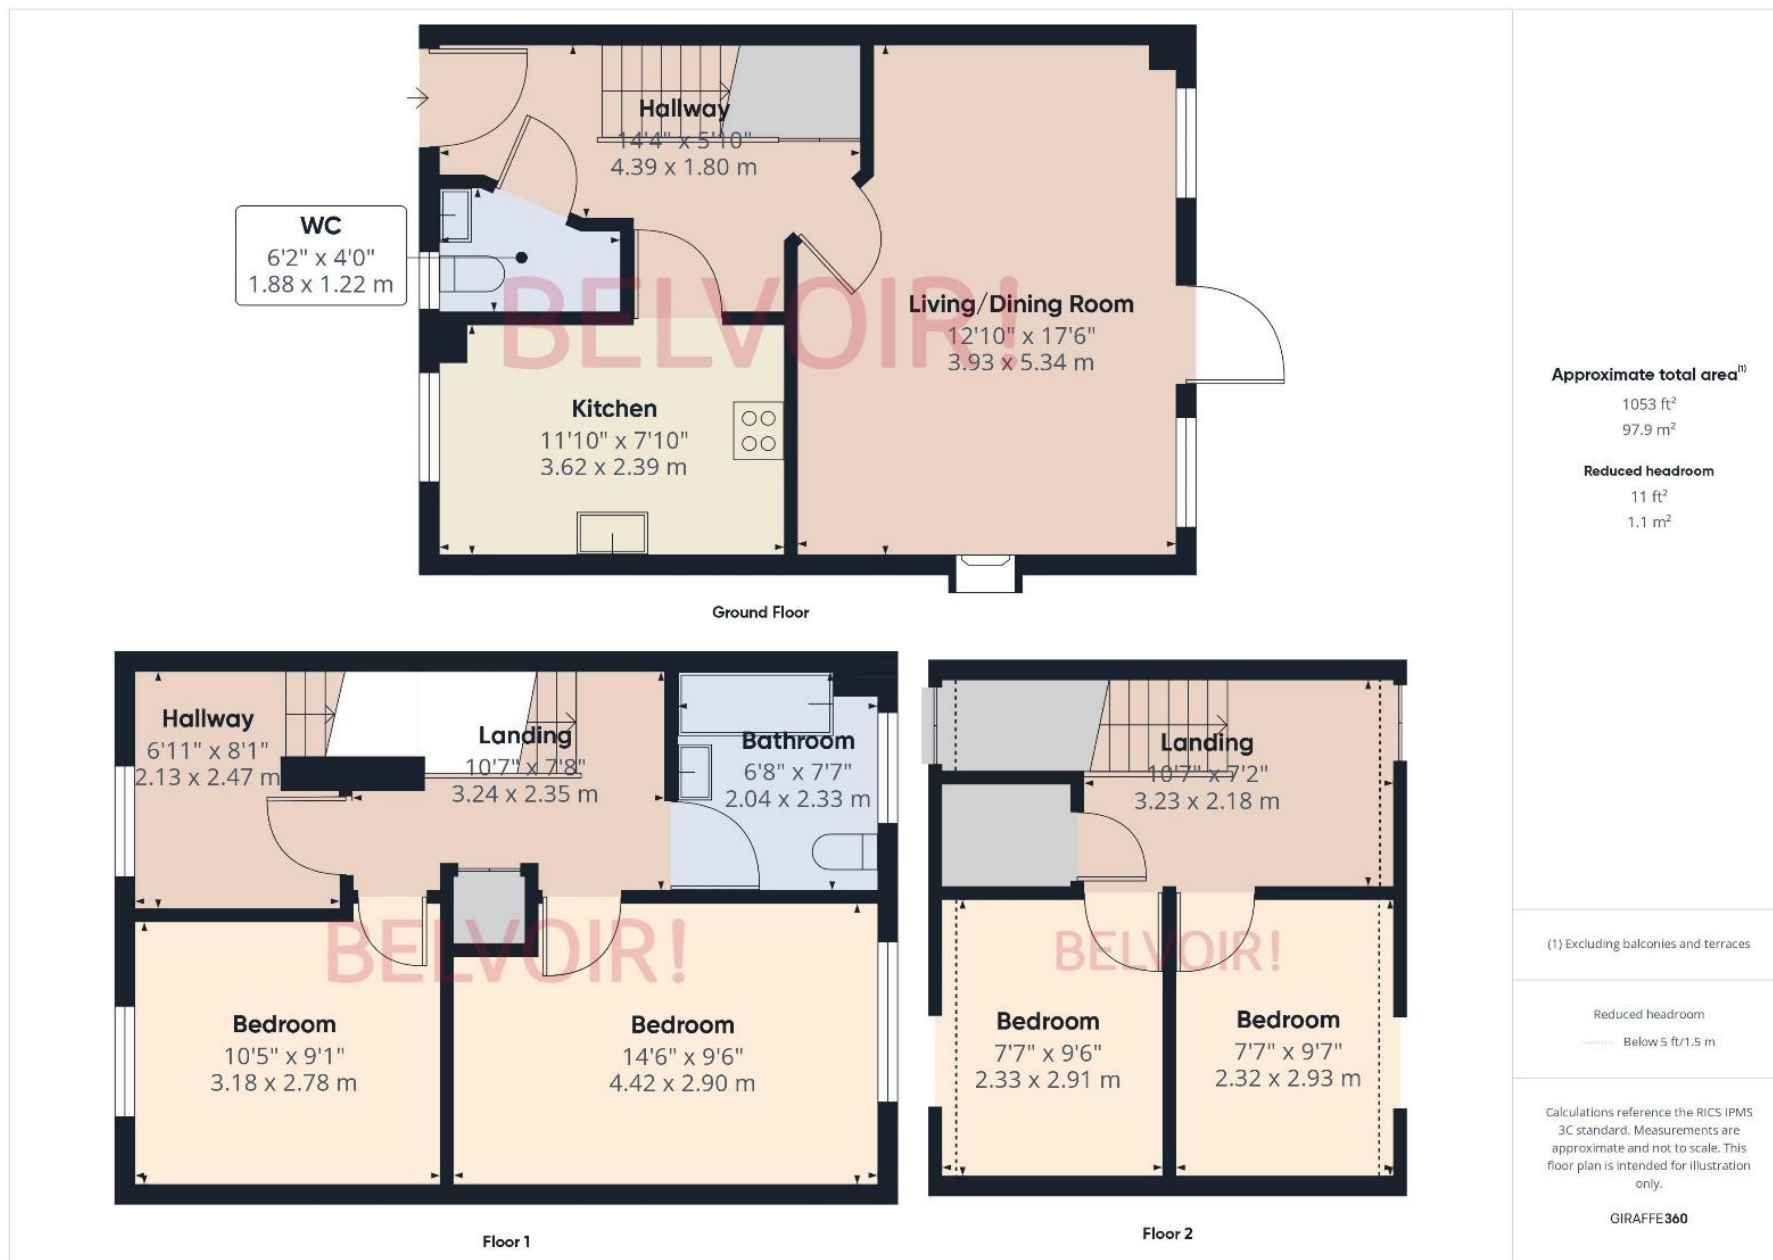 Hallway
14'4" x 5'10"
4.39 x 1.80 m
WC
6'2" x 4'0"
1.88 x 1.22 m
Living/Dining Room
12'10" x 17'6"
3.93 x 5.34 m
BELVOIR!
Kitchen
11'10" x 7'10"
3.62 x 2.39 m
Ground Floor
Hallway
6'11" x 8'1"
2.13 x 2.47 m
Landing
10'7" x 7'8"
3.24 x 2.35 m
Bathroom
6'8" x 7'7"
2.04 x 2.33 m
BELVOIR!
Bedroom
10'5" x 9'1"
3.18 x 2.78 m
Bedroom
14'6" x 9'6"
4.42 x 2.90 m
Floor 1
Landing
10'7" x 7'2"
3.23 x 2.18 m
BELVOIR!
Bedroom
7'7" x 9'6"
2.33 x 2.91 m
Bedroom
7'7" x 9'7"
2.32 x 2.93 m
Floor 2
Approximate total area(1)
1053 ft²
97.9 m²
Reduced headroom
11 ft²
1.1 m²
(1) Excluding balconies and terraces
Reduced headroom
Below 5 ft/1.5 m
Calculations reference the RICS IPMS
3C standard. Measurements are
approximate and not to scale. This
floor plan is intended for illustration
only.
GIRAFFE360